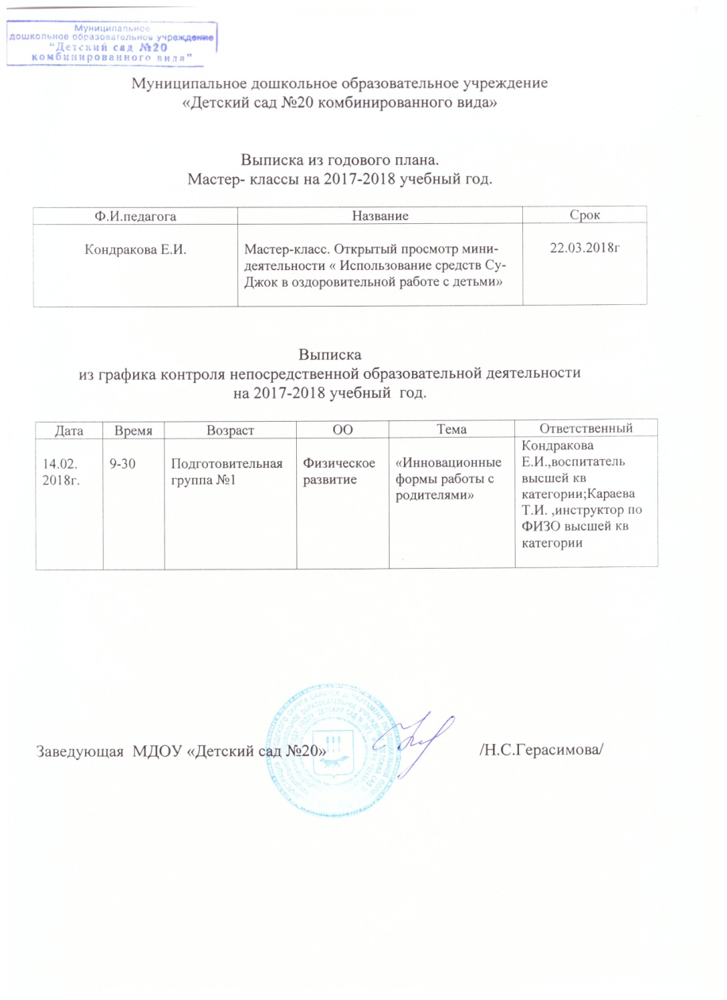 Муниципальное
дошкольное образовательное учреждение
"Детский сад №20
комбинированного вида"
Муниципальное дошкольное образовательное учреждение
«Детский сад №20 комбинированного вида»
Выписка из годового плана.
Мастер- классы на 2017-2018 учебный год.
Ф.И.педагога Название Срок
Кондракова Е.И. Мастер-класс. Открытый просмотр мини- 22.03.2018г
деятельности « Использование средств Су-
Джок в оздоровительной работе с детьми»
Выписка
из графика контроля непосредственной образовательной деятельности
на 2017-2018 учебный год.
Дата Время Возраст ОО Тема Ответственный
14.02.
2018г.
9-30
Подготовительная
группа №1
Физическое
развитие
«Инновационные
формы работы с
родителями»
Кондракова
Е.И.,воспитатель
высшей кв
категории;Караева
Т.И. ,инструктор по
ФИЗО высшей кв
категории
Заведующая МДОУ «Детский сад №20» /Н.С.Герасимова/